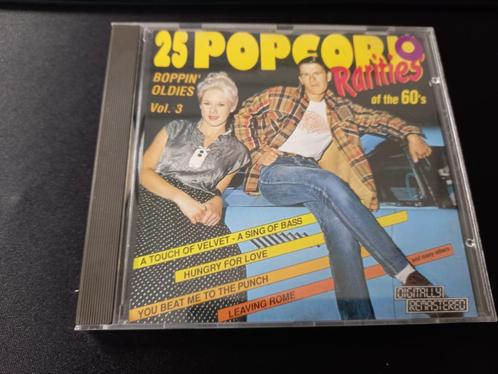 25 POPCORN
Rarities
of the 60's
BOPPIN'
OLDIES
Vol. 3
A TOUCH OF VELVET - A SING OF BASS
HUNGRY FOR LOVE
YOU BEAT ME TO THE PUNCH
LEAVING ROME
and many others
DIGITALLY
REMASTERED